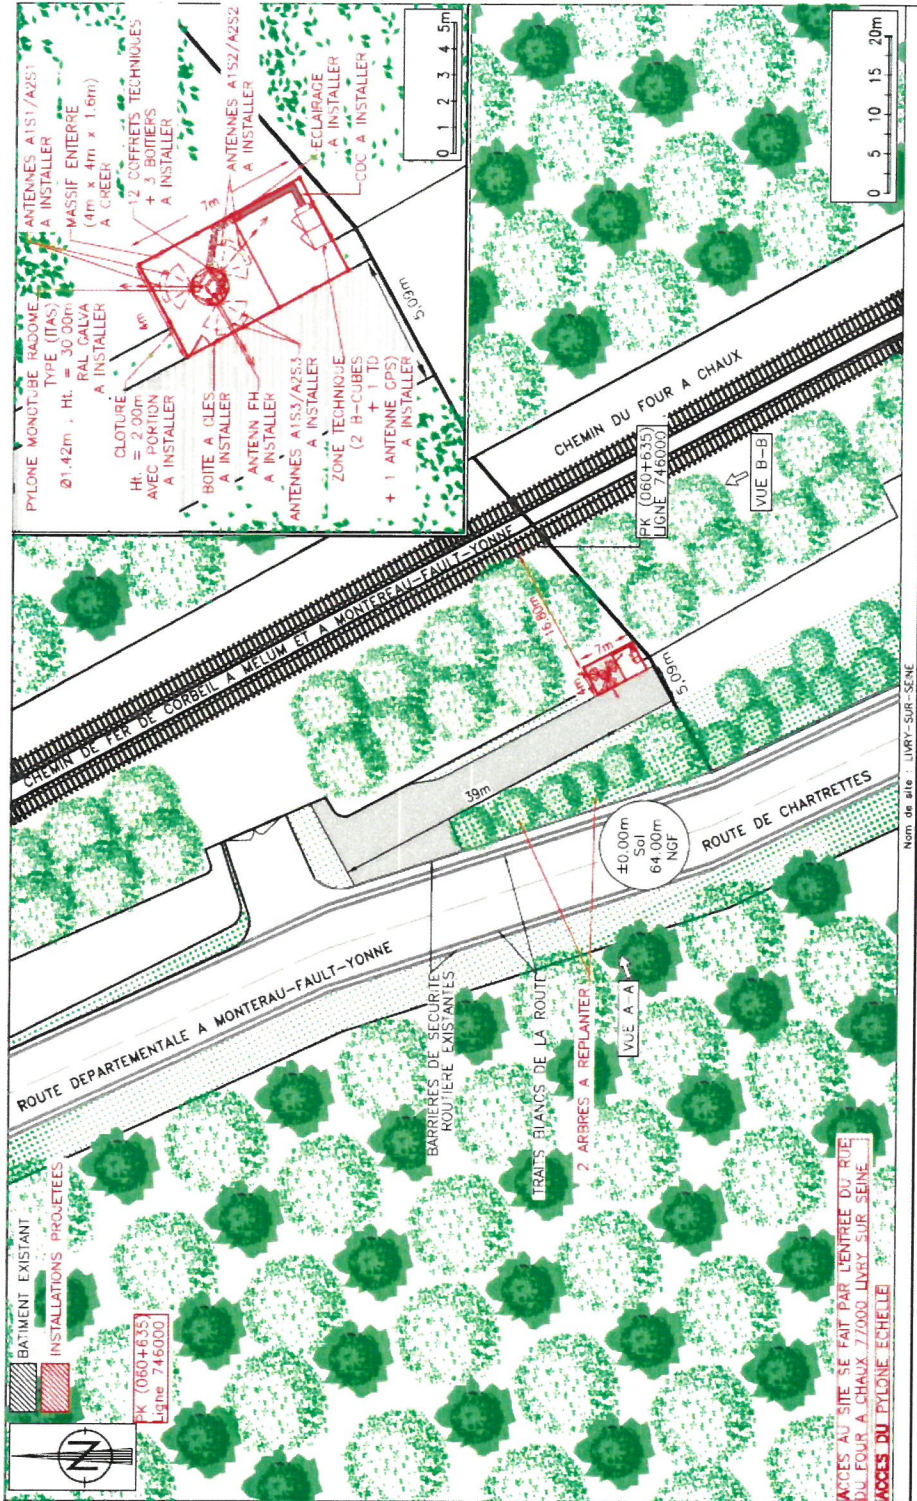 BATIMENT EXISTANT
INSTALLATIONS PROJETEES
N
PK (060+635)
Ligne 746000
ROUTE DEPARTEMENTALE A MONTERAU-FAULT-YONNE
CHEMIN DE FER DE CORBEIL A MELUM ET A MONTEREAU-FAULT-YONNE
PYLONE MONOTUBE RADOME
TYPE (ITAS)
Ø1.42m , Ht. = 30.00m
RAL GALVA
A INSTALLER
CLOTURE
Ht. = 2.00m
AVEC PORTION
A INSTALLER
BOITE A CLES
A INSTALLER
ANTENN FH
A INSTALLER
ANTENNES A1S3/A2S3
A INSTALLER
ZONE TECHNIQUE
(2 B-CUBES
+ 1 TD
+ 1 ANTENNE GPS)
A INSTALLER
ANTENNES A1S1/A2S1
A INSTALLER
MASSIF ENTERRE
(4m x 4m x 1.6m)
A CREER
12 COFFRETS TECHNIQUES
+ 3 BOITIERS
A INSTALLER
ANTENNES A1S2/A2S2
A INSTALLER
ECLAIRAGE
A INSTALLER
CDC A INSTALLER
4m
7m
5,09m
0 1 2 3 4 5m
BARRIERES DE SECURITE
ROUTIERE EXISTANTES
TRAITS BLANCS DE LA ROUTE
2 ARBRES A REPLANTER
39m
16.80m
4m
7m
5,09m
±0.00m
Sol
64.00m
NGF
VUE A-A
ROUTE DE CHARTRETTES
PK (060+635)
LIGNE 746000
CHEMIN DU FOUR A CHAUX
VUE B-B
0 5 10 15 20m
ACCES AU SITE SE FAIT PAR L'ENTREE DU RUE
DU FOUR A CHAUX 77000 LIVRY SUR SEINE
ACCES DU PYLONE ECHELLE
Nom de site : LIVRY-SUR-SEINE